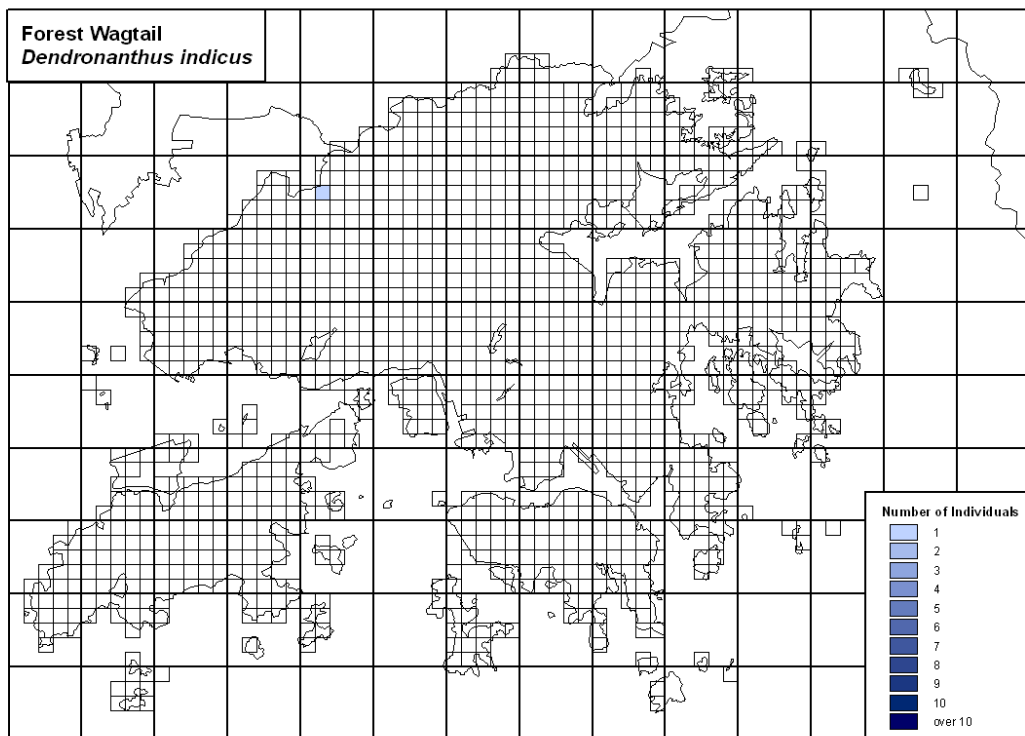 Forest Wagtail
Dendronanthus indicus
Number of Individuals
1
2
3
4
5
6
7
8
9
10
over 10